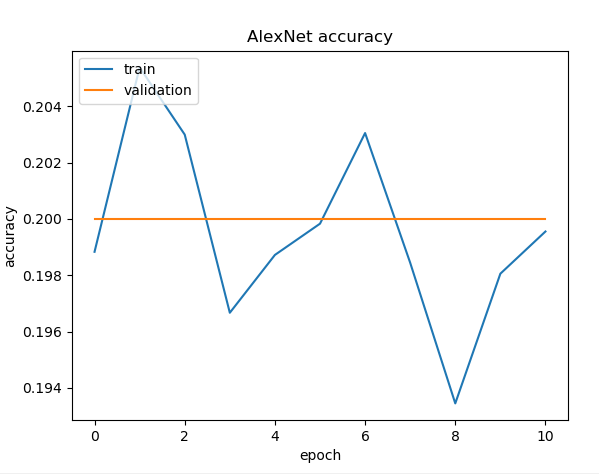 AlexNet accuracy
train
validation
0.204
0.202
0.200
0.198
0.196
0.194
accuracy
0 2 4 6 8 10
epoch